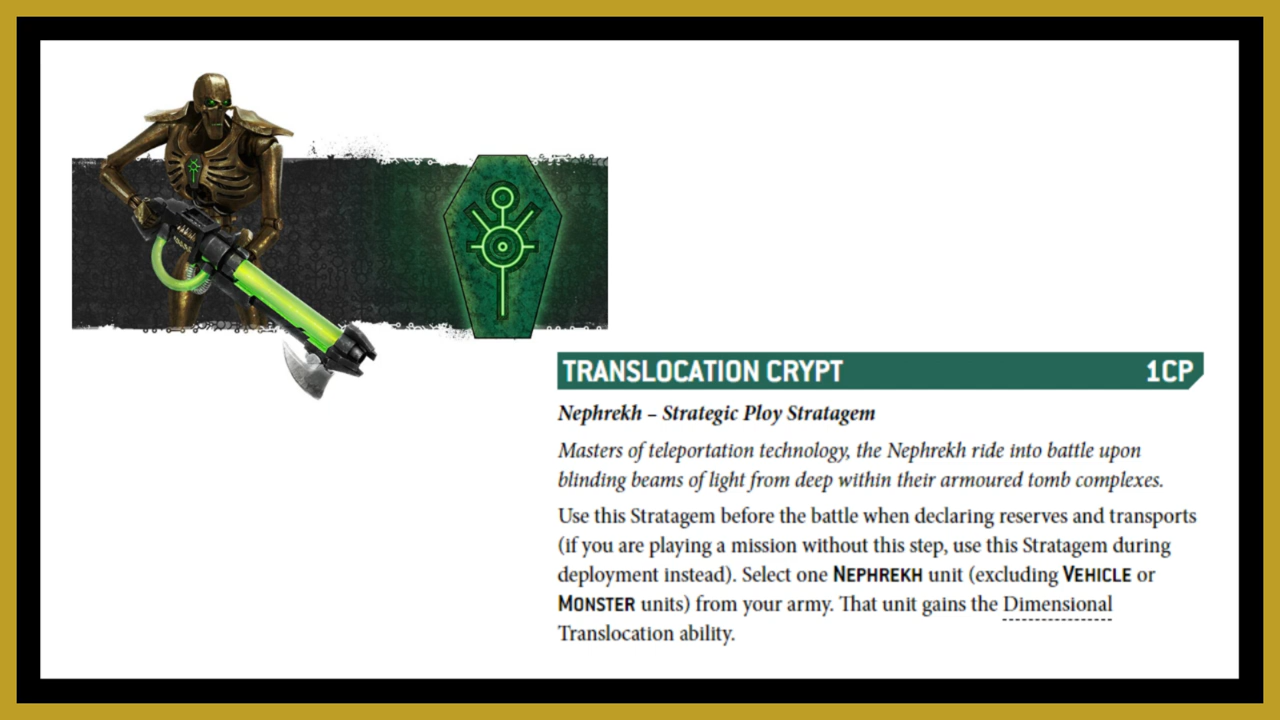 TRANSLOCATION CRYPT 1CP
Nephrekh – Strategic Ploy Stratagem
Masters of teleportation technology, the Nephrekh ride into battle upon
blinding beams of light from deep within their armoured tomb complexes.
Use this Stratagem before the battle when declaring reserves and transports
(if you are playing a mission without this step, use this Stratagem during
deployment instead). Select one NEPHREKH unit (excluding VEHICLE or
MONSTER units) from your army. That unit gains the Dimensional
Translocation ability.